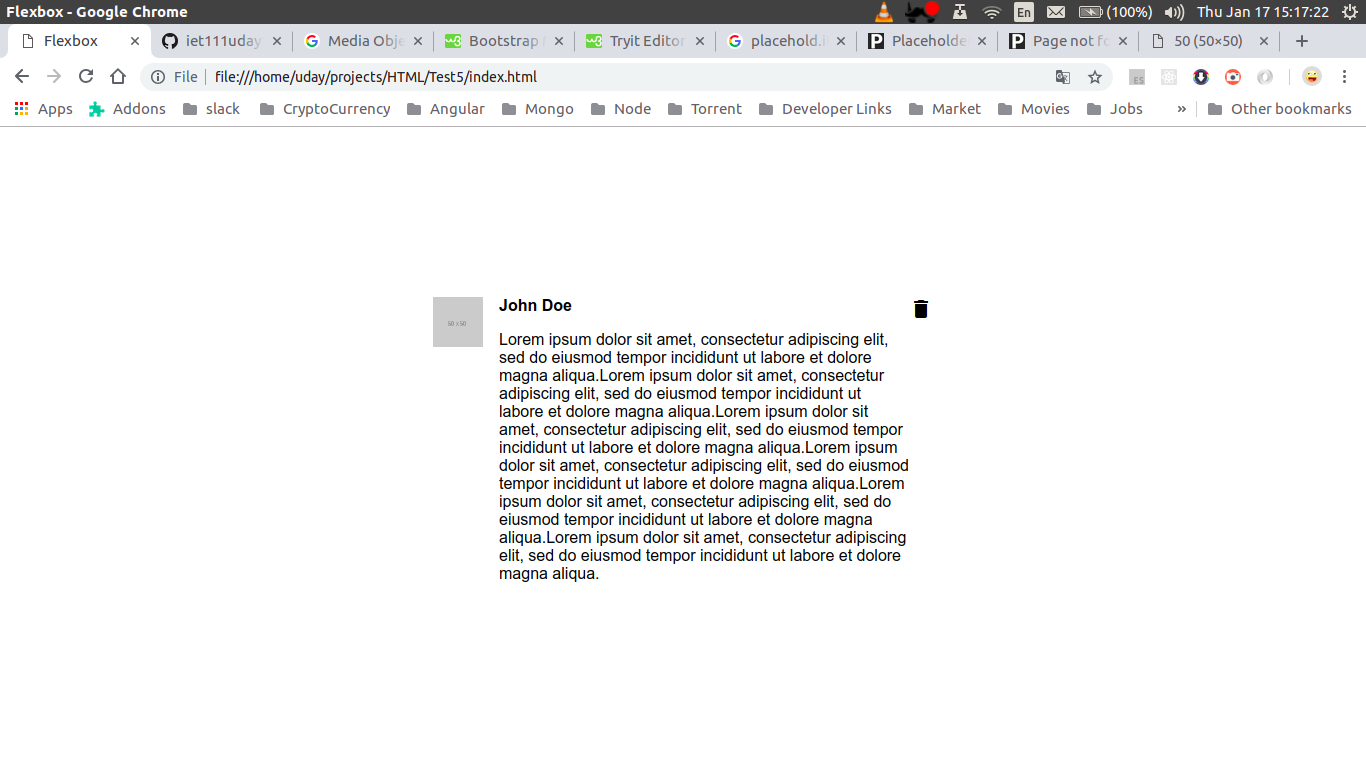 Flexbox - Google Chrome
En
(100%)
Thu Jan 17 15:17:22
Flexbox
iet111uday
Media Obje
Bootstrap
Tryit Editor
placehold.i
Placeholde
Page not fo
50 (50×50)
File
file:///home/uday/projects/HTML/Test5/index.html
ES
Apps
Addons
slack
CryptoCurrency
Angular
Mongo
Node
Torrent
Developer Links
Market
Movies
Jobs
»
Other bookmarks
50 x 50
John Doe
Lorem ipsum dolor sit amet, consectetur adipiscing elit,
sed do eiusmod tempor incididunt ut labore et dolore
magna aliqua.Lorem ipsum dolor sit amet, consectetur
adipiscing elit, sed do eiusmod tempor incididunt ut
labore et dolore magna aliqua.Lorem ipsum dolor sit
amet, consectetur adipiscing elit, sed do eiusmod tempor
incididunt ut labore et dolore magna aliqua.Lorem ipsum
dolor sit amet, consectetur adipiscing elit, sed do eiusmod
tempor incididunt ut labore et dolore magna aliqua.Lorem
ipsum dolor sit amet, consectetur adipiscing elit, sed do
eiusmod tempor incididunt ut labore et dolore magna
aliqua.Lorem ipsum dolor sit amet, consectetur adipiscing
elit, sed do eiusmod tempor incididunt ut labore et dolore
magna aliqua.